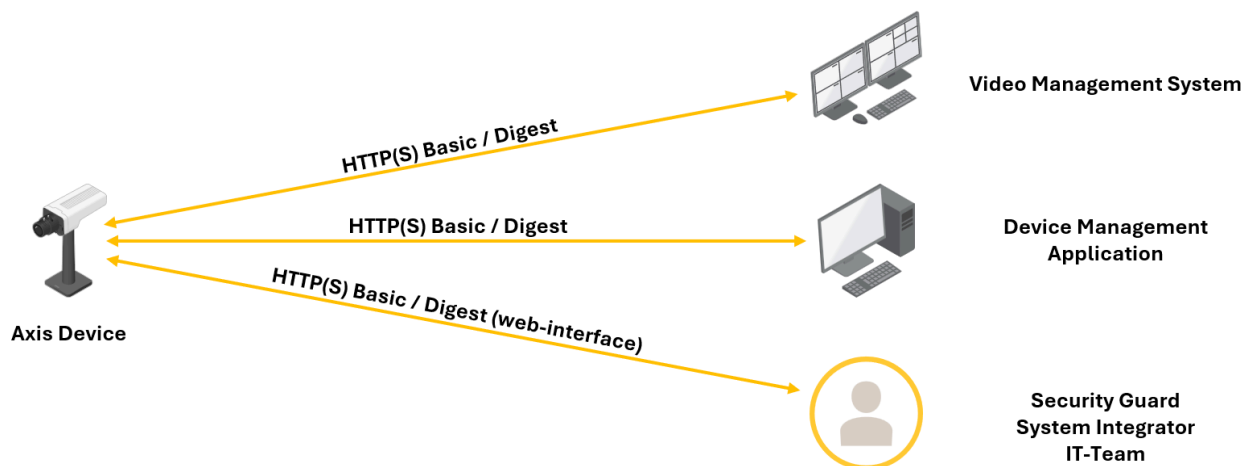 Video Management System
HTTP(S) Basic / Digest
HTTP(S) Basic / Digest
Device Management
Application
HTTP(S) Basic / Digest (web-interface)
Axis Device
Security Guard
System Integrator
IT-Team